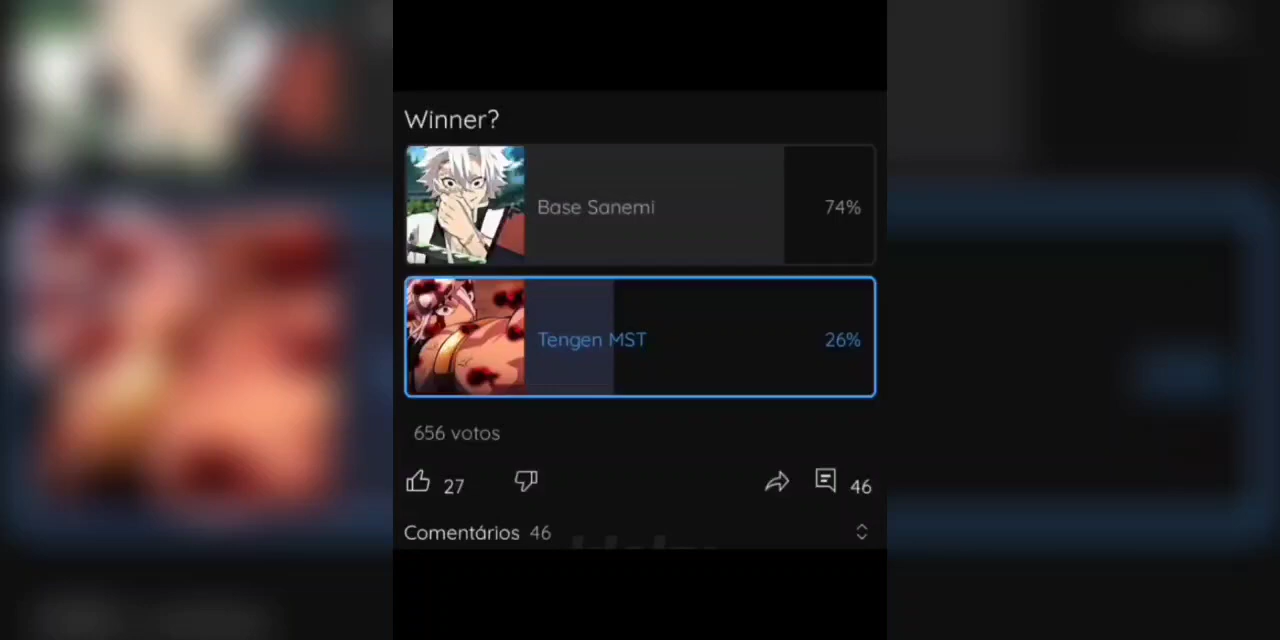 Winner?
Base Sanemi 74%
Tengen MST 26%
656 votos
27 46
Comentários 46